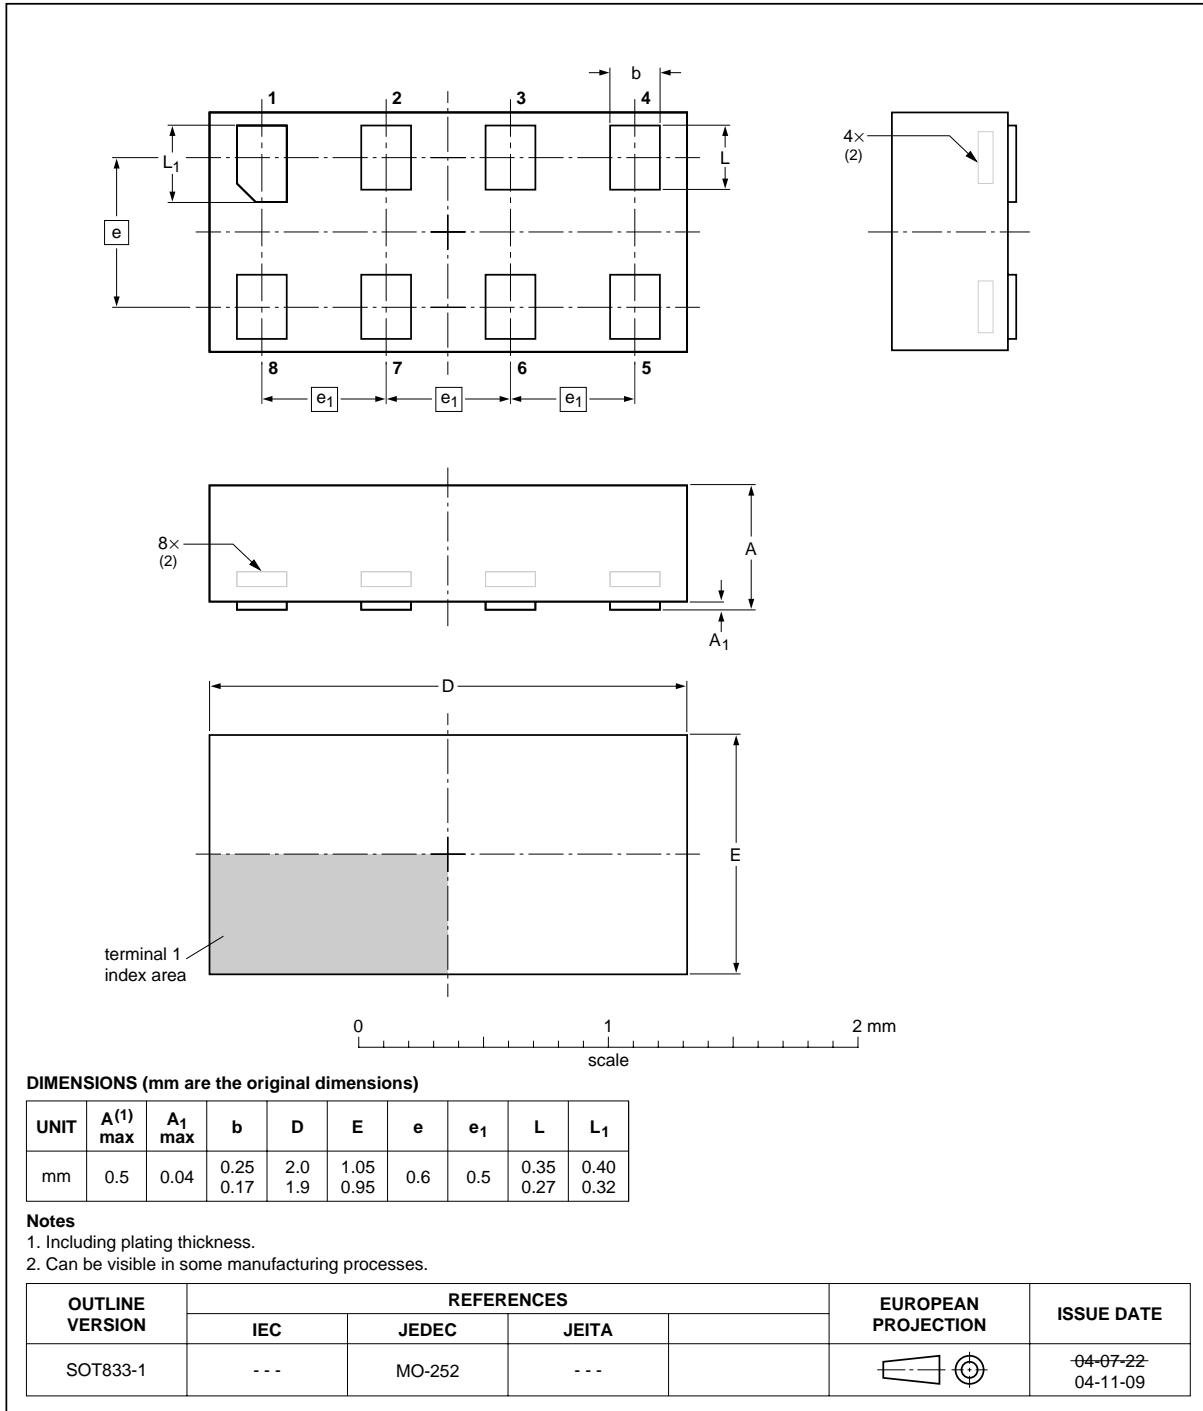 1 2 3 b 4
L1
L
4×
(2)
e
8 7 6 5
e1 e1 e1
8×
(2)
A
A1
D
E
terminal 1
index area
0 1 2 mm
scale
DIMENSIONS (mm are the original dimensions)
UNIT A(1) max A1 max b D E e e1 L L1
mm 0.5 0.04 0.25 0.17 2.0 1.9 1.05 0.95 0.6 0.5 0.35 0.27 0.40 0.32
Notes
1. Including plating thickness.
2. Can be visible in some manufacturing processes.
OUTLINE VERSION REFERENCES EUROPEAN PROJECTION ISSUE DATE
IEC JEDEC JEITA
SOT833-1 - - - MO-252 - - - 04-07-22
04-11-09